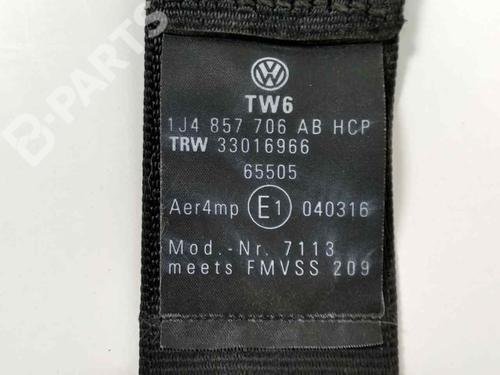 B-PARTS
VW
TW6
1J4 857 706 AB HCP
TRW 33016966
65505
Aer4mp E1 040316
Mod.-Nr. 7113
meets FMVSS 209